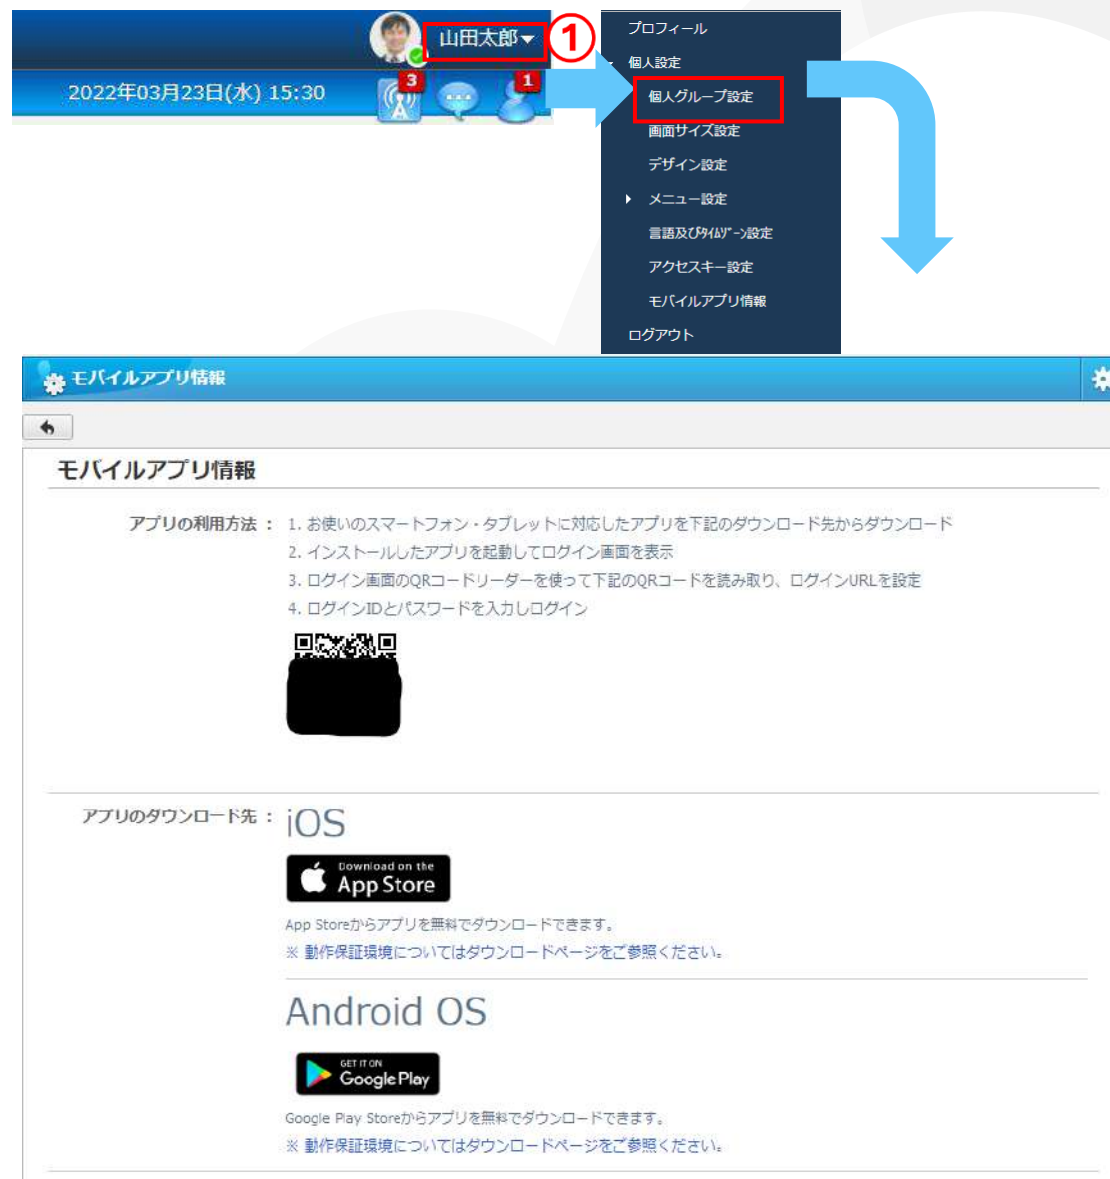 山田太郎
①
2022年03月23日(水) 15:30
3
1
プロフィール
個人設定
個人グループ設定
画面サイズ設定
デザイン設定
メニュー設定
言語及びﾀｲﾑｿﾞｰﾝ設定
アクセスキー設定
モバイルアプリ情報
ログアウト
モバイルアプリ情報
モバイルアプリ情報
アプリの利用方法 : 1. お使いのスマートフォン・タブレットに対応したアプリを下記のダウンロード先からダウンロード
2. インストールしたアプリを起動してログイン画面を表示
3. ログイン画面のQRコードリーダーを使って下記のQRコードを読み取り、ログインURLを設定
4. ログインIDとパスワードを入力しログイン
アプリのダウンロード先 : iOS
Download on the
App Store
App Storeからアプリを無料でダウンロードできます。
※ 動作保証環境についてはダウンロードページをご参照ください。
Android OS
GET IT ON
Google Play
Google Play Storeからアプリを無料でダウンロードできます。
※ 動作保証環境についてはダウンロードページをご参照ください。